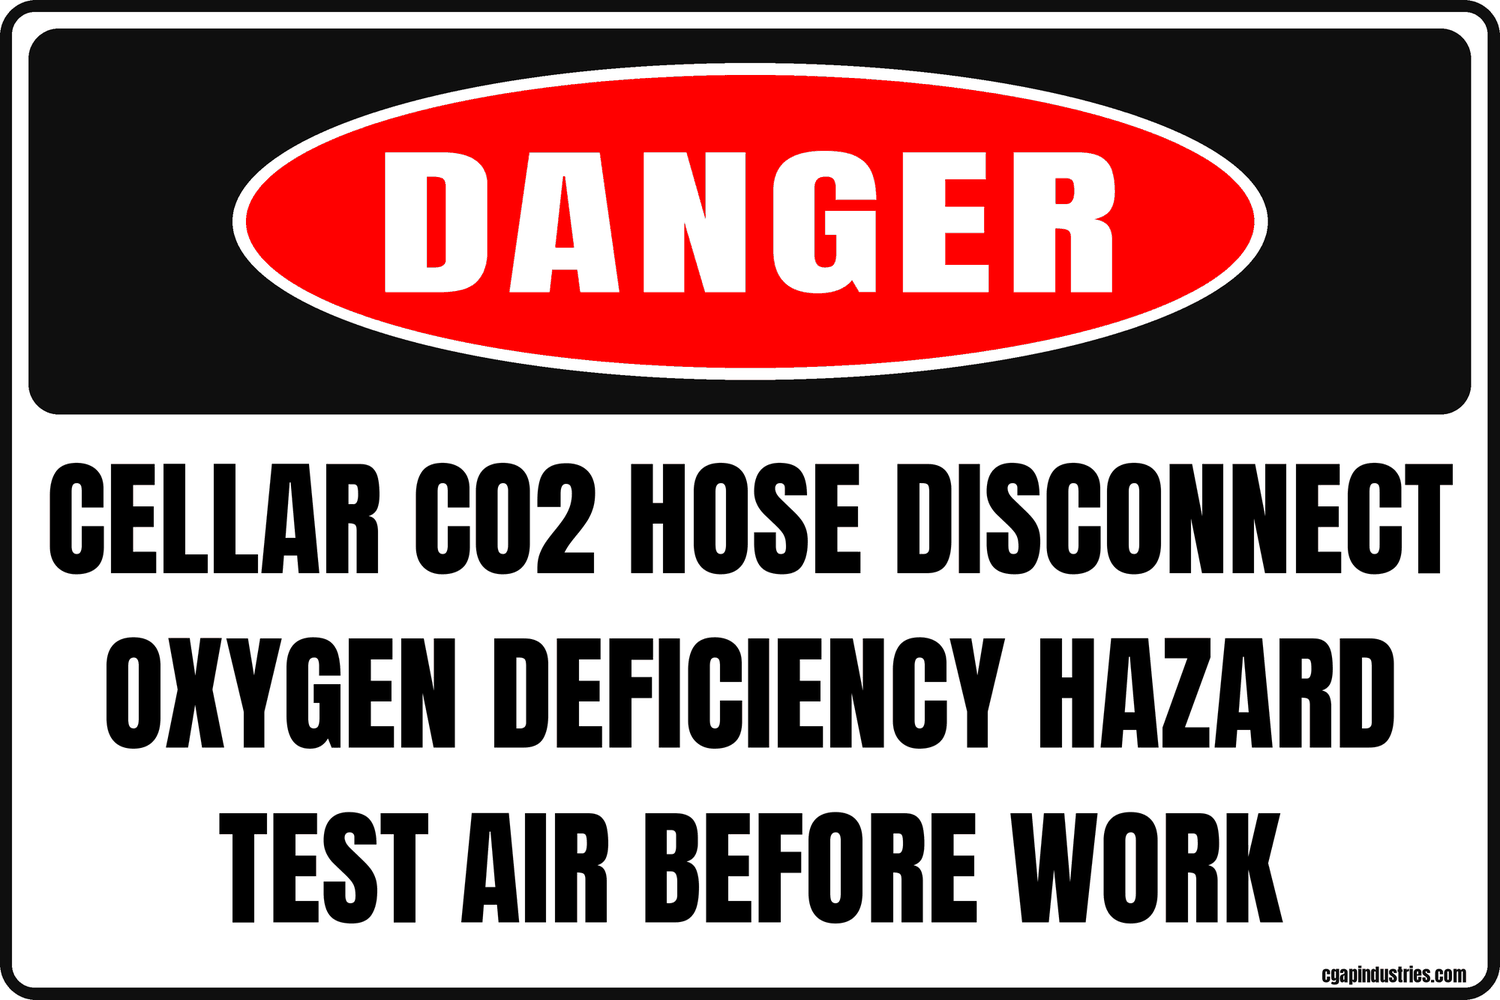 DANGER
CELLAR CO2 HOSE DISCONNECT
OXYGEN DEFICIENCY HAZARD
TEST AIR BEFORE WORK
cgapindustries.com